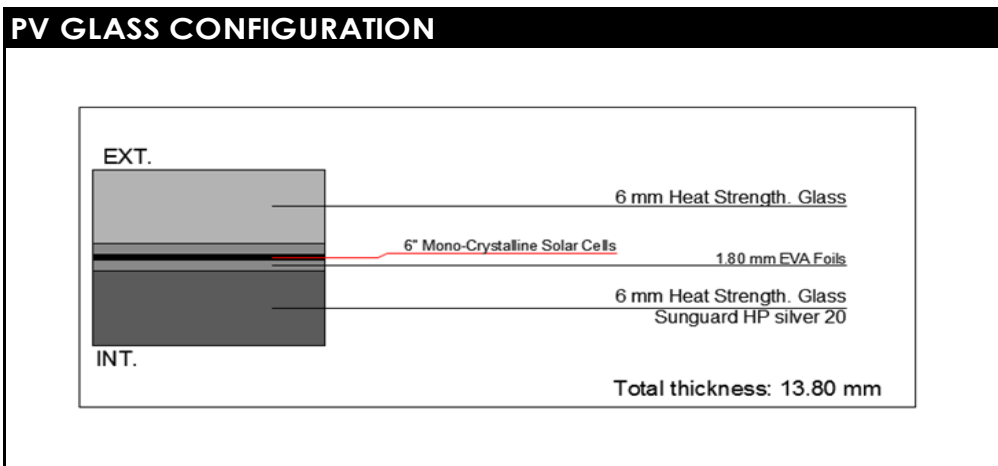 PV GLASS CONFIGURATION
EXT.
6 mm Heat Strength. Glass
6" Mono-Crystalline Solar Cells
1.80 mm EVA Foils
6 mm Heat Strength. Glass
Sunguard HP silver 20
INT.
Total thickness: 13.80 mm